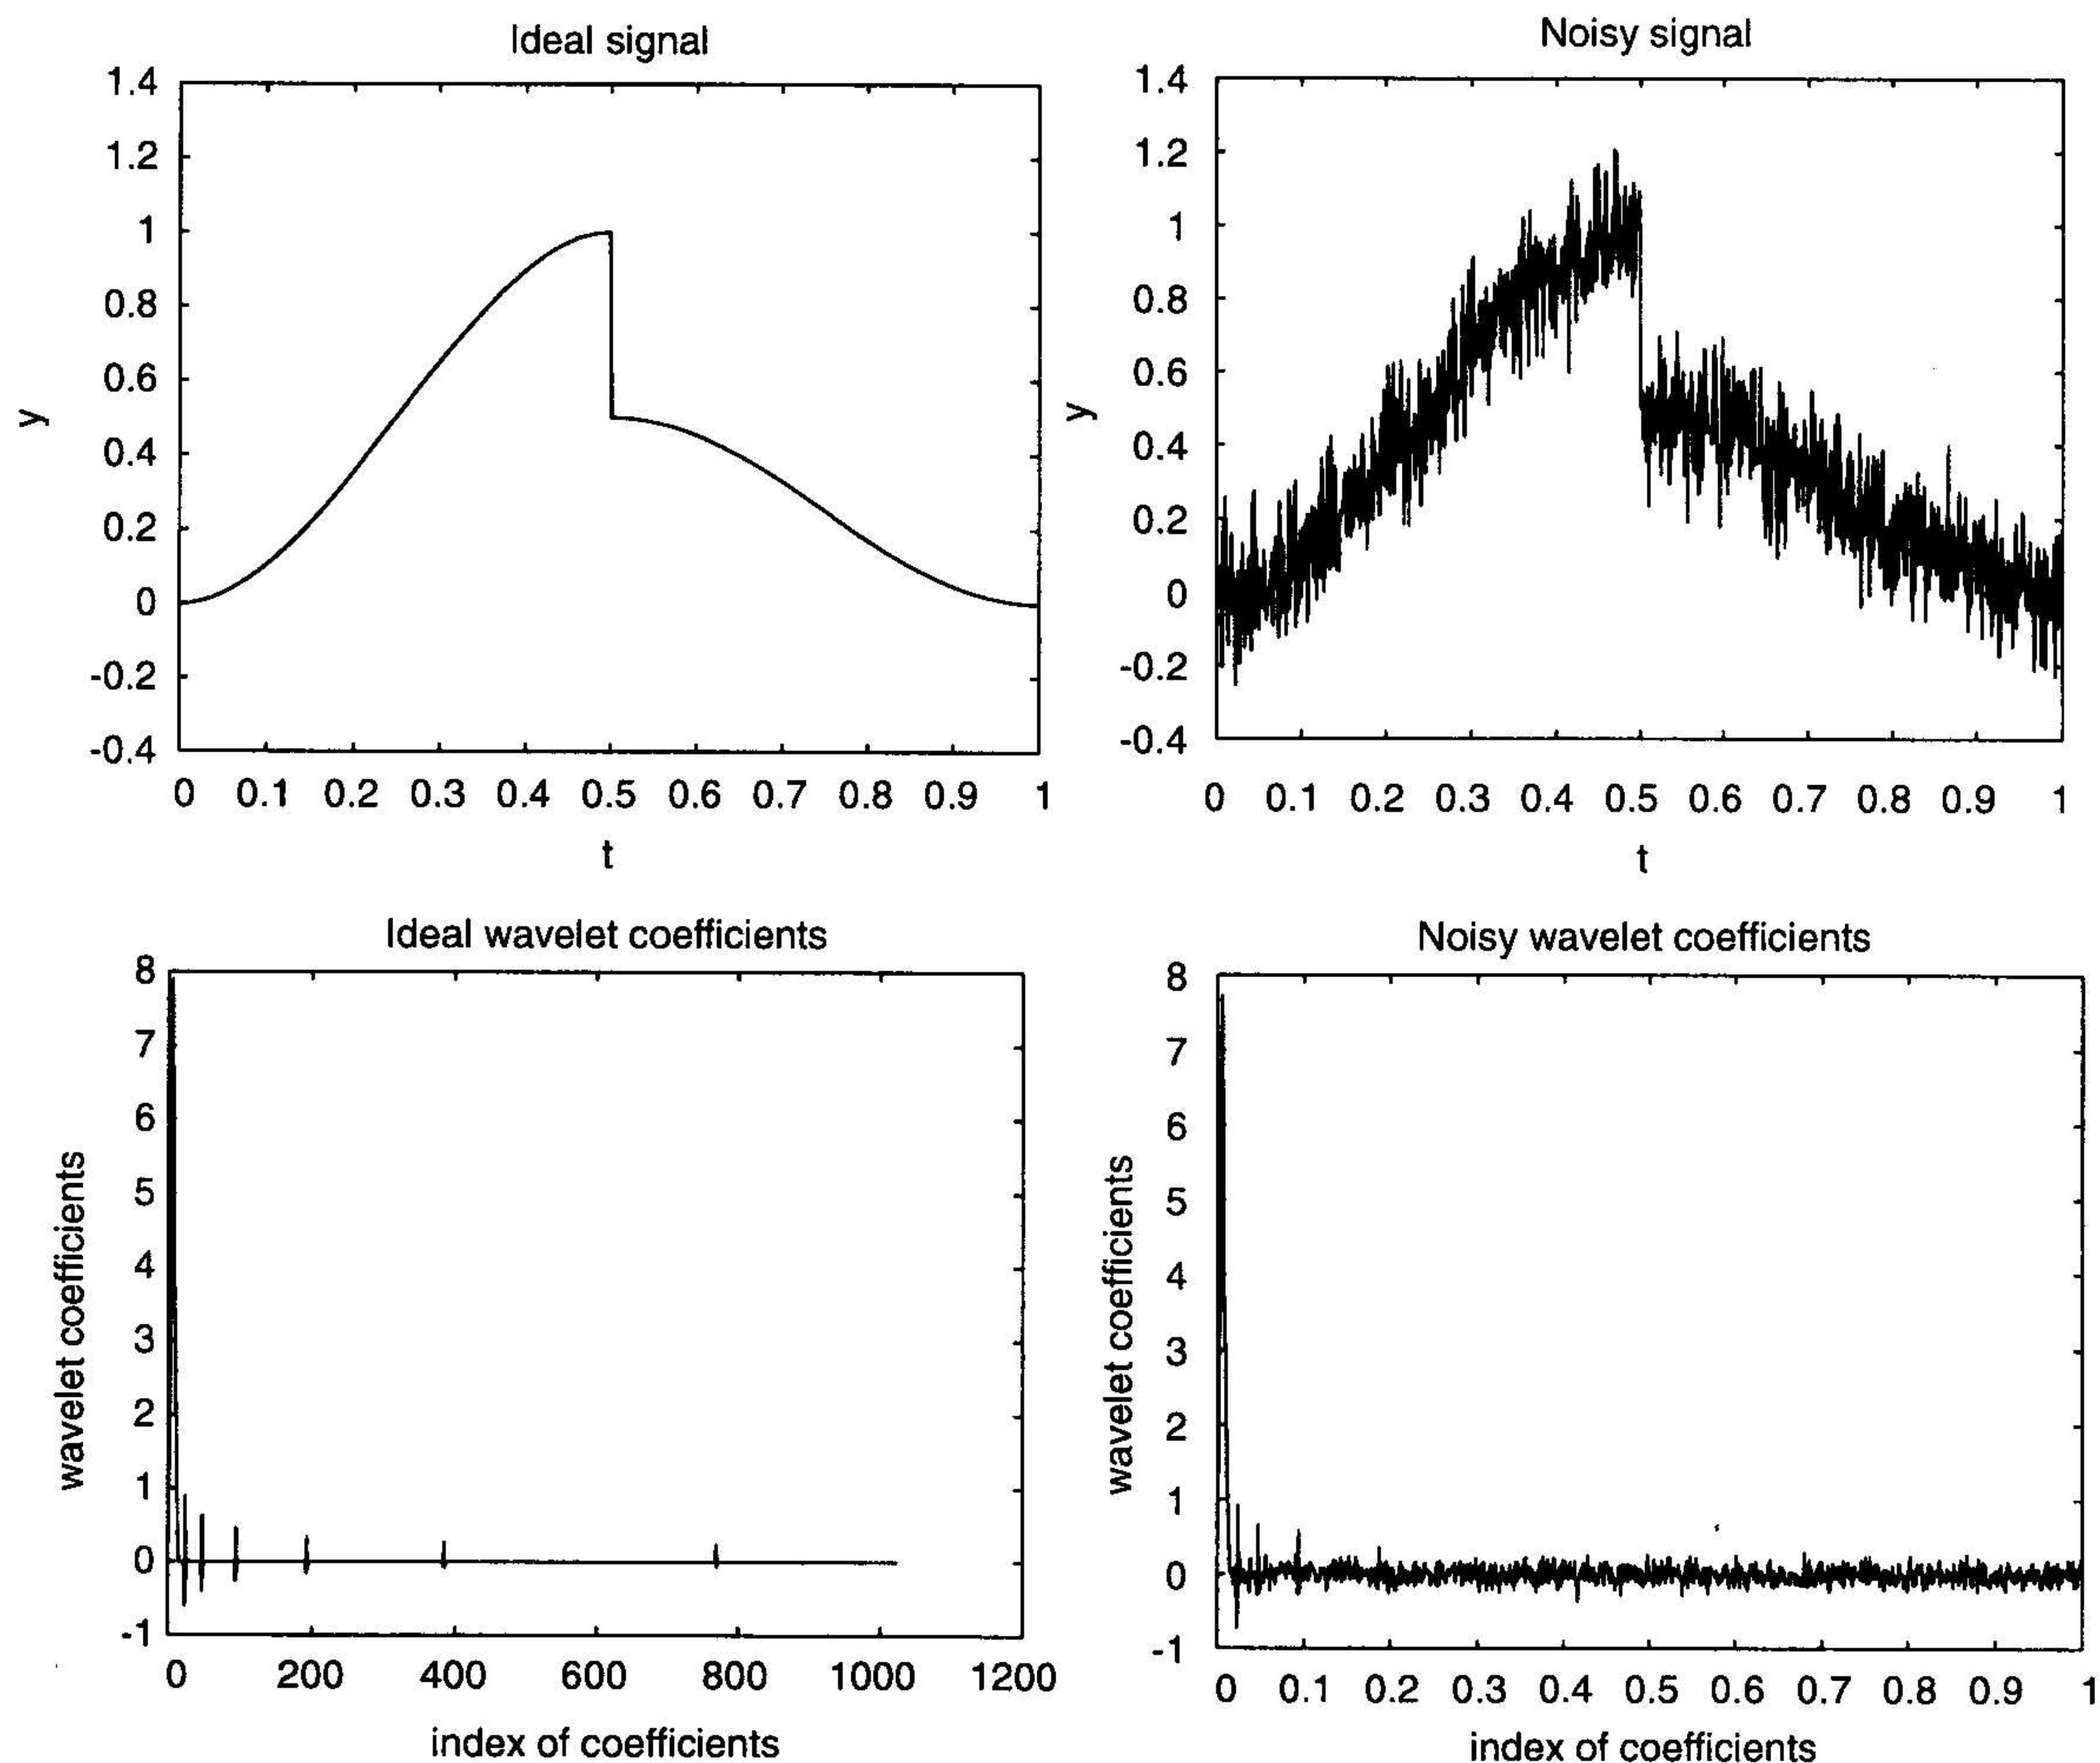 Ideal signal
1.4
1.2
1
0.8
0.6
0.4
0.2
0
-0.2
-0.4
y
0 0.1 0.2 0.3 0.4 0.5 0.6 0.7 0.8 0.9 1
t
Noisy signal
1.4
1.2
1
0.8
0.6
0.4
0.2
0
-0.2
-0.4
y
0 0.1 0.2 0.3 0.4 0.5 0.6 0.7 0.8 0.9 1
t
Ideal wavelet coefficients
8
7
6
5
4
3
2
1
0
-1
wavelet coefficients
0 200 400 600 800 1000 1200
index of coefficients
Noisy wavelet coefficients
8
7
6
5
4
3
2
1
0
-1
wavelet coefficients
0 0.1 0.2 0.3 0.4 0.5 0.6 0.7 0.8 0.9 1
index of coefficients